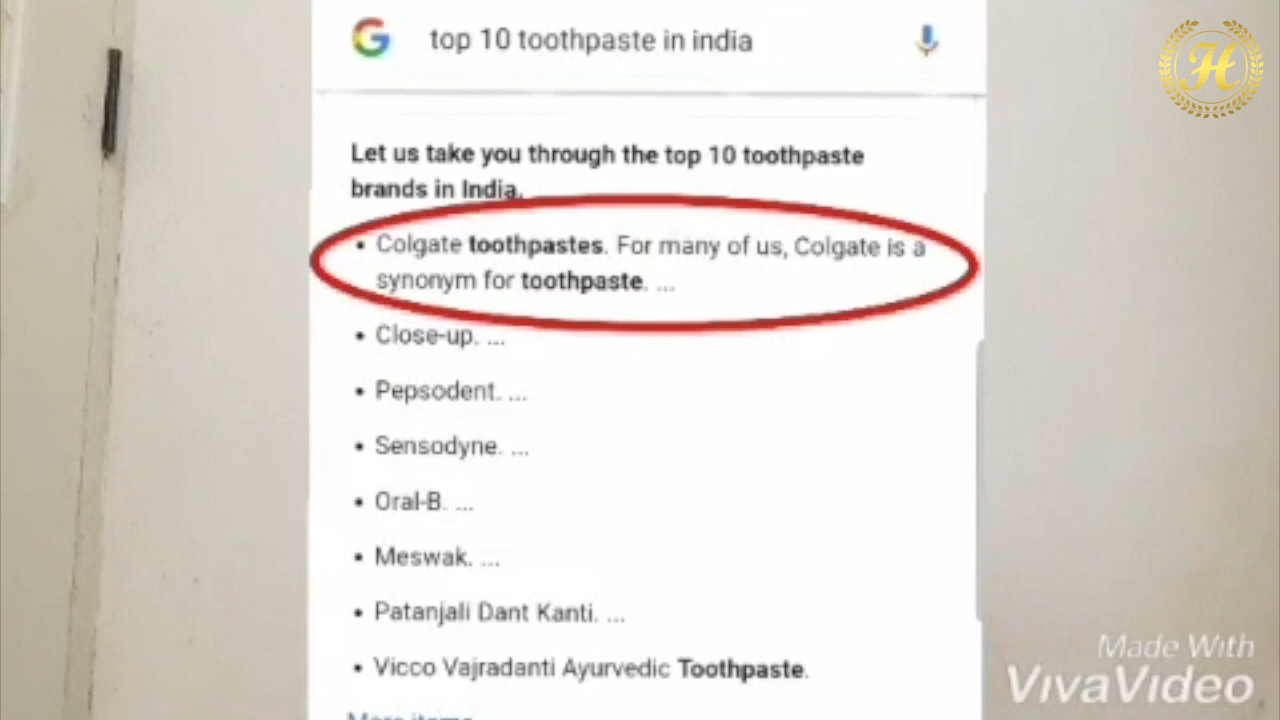 top 10 toothpaste in india
Let us take you through the top 10 toothpaste
brands in India.
• Colgate toothpastes. For many of us, Colgate is a
synonym for toothpaste. ...
• Close-up. ...
• Pepsodent. ...
• Sensodyne. ...
• Oral-B. ...
• Meswak. ...
• Patanjali Dant Kanti. ...
• Vicco Vajradanti Ayurvedic Toothpaste.
H
Made With
VivaVideo